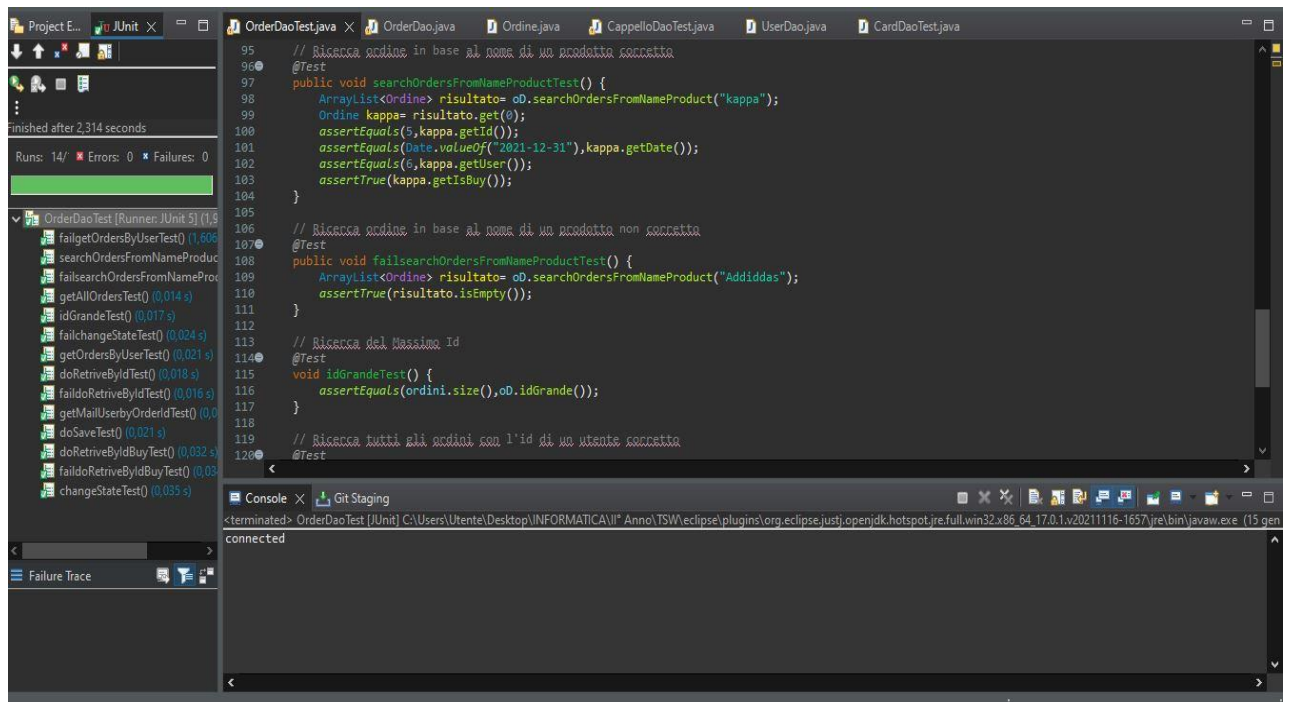 Project E... JUnit
Finished after 2,314 seconds
Runs: 14/ Errors: 0 Failures: 0
OrderDaoTest [Runner: JUnit 5] (1,9
failgetOrdersByUserTest() (1,606
searchOrdersFromNameProduc
failsearchOrdersFromNameProd
getAllOrdersTest() (0,014 s)
idGrandeTest() (0,017 s)
failchangeStateTest() (0,024 s)
getOrdersByUserTest() (0,021 s)
doRetriveByIdTest() (0,018 s)
faildoRetriveByIdTest() (0,016 s)
getMailUserbyOrderIdTest() (0,0
doSaveTest() (0,021 s)
doRetriveByIdBuyTest() (0,032 s)
faildoRetriveByIdBuyTest() (0,03
changeStateTest() (0,035 s)
Failure Trace
OrderDaoTest.java OrderDao.java Ordine.java CappelloDaoTest.java UserDao.java CardDaoTest.java
95 // Ricerca ordine in base al nome di un prodotto corretto
96 @Test
97 public void searchOrdersFromNameProductTest() {
98 ArrayList<Ordine> risultato= oD.searchOrdersFromNameProduct("kappa");
99 Ordine kappa= risultato.get(0);
100 assertEquals(5,kappa.getId());
101 assertEquals(Date.valueOf("2021-12-31"),kappa.getDate());
102 assertEquals(6,kappa.getUser());
103 assertTrue(kappa.getIsBuy());
104 }
105
106 // Ricerca ordine in base al nome di un prodotto non corretto
107 @Test
108 public void failsearchOrdersFromNameProductTest() {
109 ArrayList<Ordine> risultato= oD.searchOrdersFromNameProduct("Addiddas");
110 assertTrue(risultato.isEmpty());
111 }
112
113 // Ricerca del Massimo Id
114 @Test
115 void idGrandeTest() {
116 assertEquals(ordini.size(),oD.idGrande());
117 }
118
119 // Ricerca tutti gli ordini con l'id di un utente corretto
120 @Test
Console Git Staging
<terminated> OrderDaoTest [JUnit] C:\Users\Utente\Desktop\INFORMATICA\II° Anno\TSW\eclipse\plugins\org.eclipse.justj.openjdk.hotspot.jre.full.win32.x86_64_17.0.1.v20211116-1657\jre\bin\javaw.exe (15 gen
connected